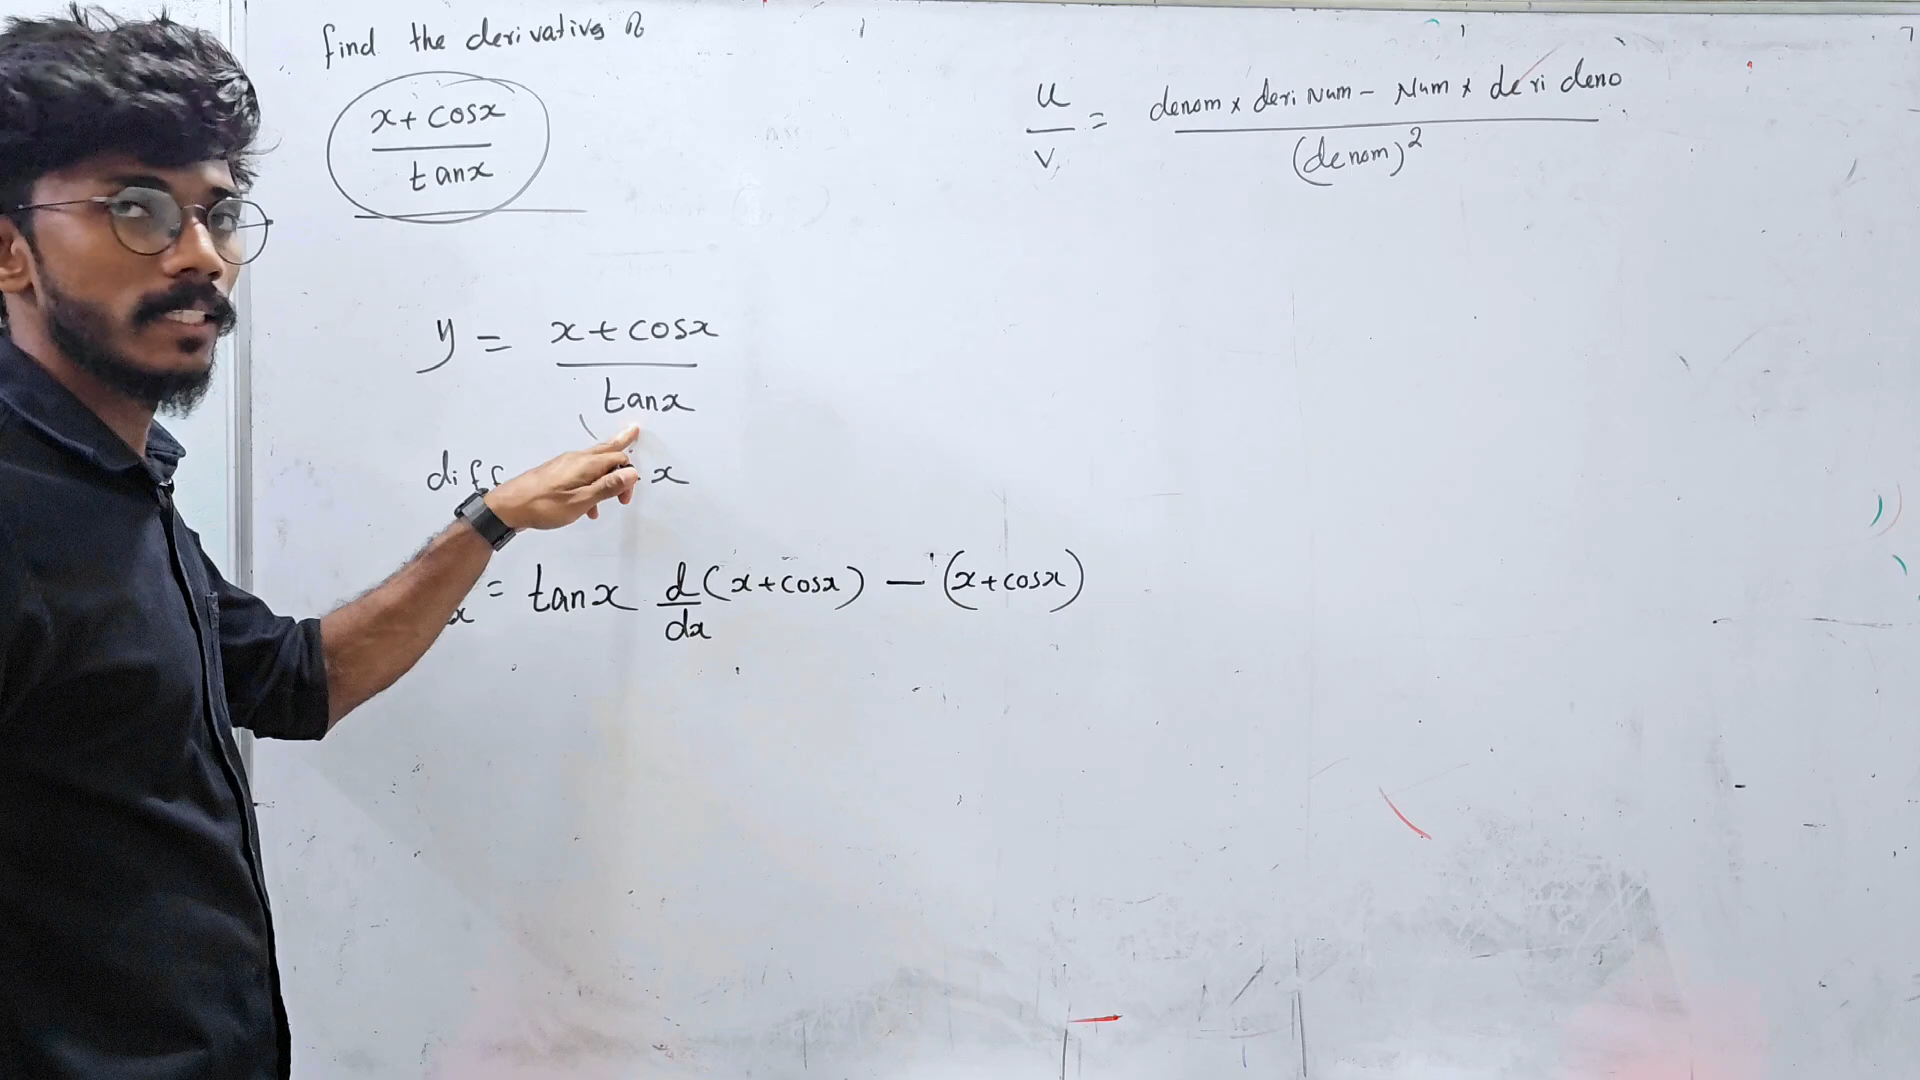 find the derivative of
x + cosx
tanx
u/v = denom x deri Num - Num x deri deno
(denom)²
y = x + cosx
tanx
diff x
x = tanx d/dx (x + cosx) - (x + cosx)